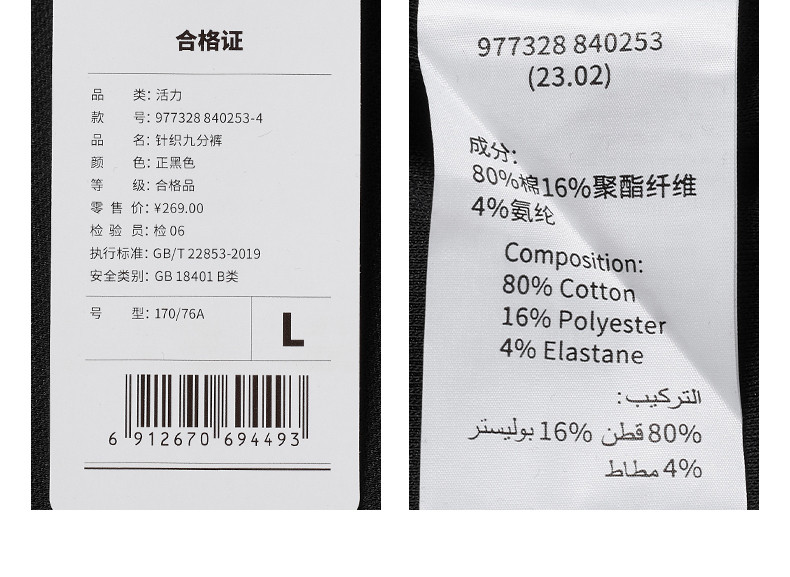 合格证
品 类: 活力
款 号: 977328 840253-4
品 名: 针织九分裤
颜 色: 正黑色
等 级: 合格品
零 售 价: ¥269.00
检 验 员: 检 06
执行标准: GB/T 22853-2019
安全类别: GB 18401 B类
号 型: 170/76A
L
6 912670 694493
977328 840253
(23.02)
成分:
80%棉16%聚酯纤维
4%氨纶
Composition:
80% Cotton
16% Polyester
4% Elastane
التركيب:
80% قطن 16% بوليستر
4% مطاط